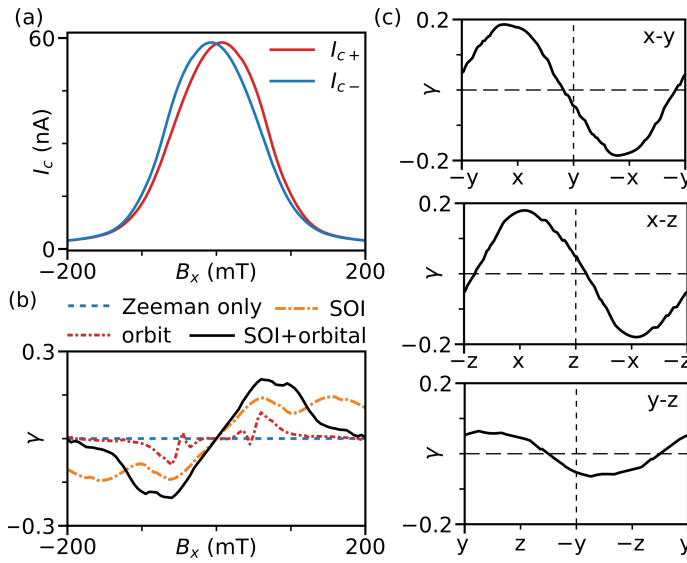 (a)
60
I_c (nA)
0
I_{c+}
I_{c−}
−200
B_x (mT)
200
(b)
Zeeman only
SOI
orbit
SOI+orbital
0.3
γ
−0.3
−200
B_x (mT)
200
(c)
0.2
x-y
γ
−0.2
−y
x
y
−x
−y
0.2
x-z
γ
−0.2
−z
x
z
−x
−z
0.2
y-z
γ
−0.2
y
z
−y
−z
y